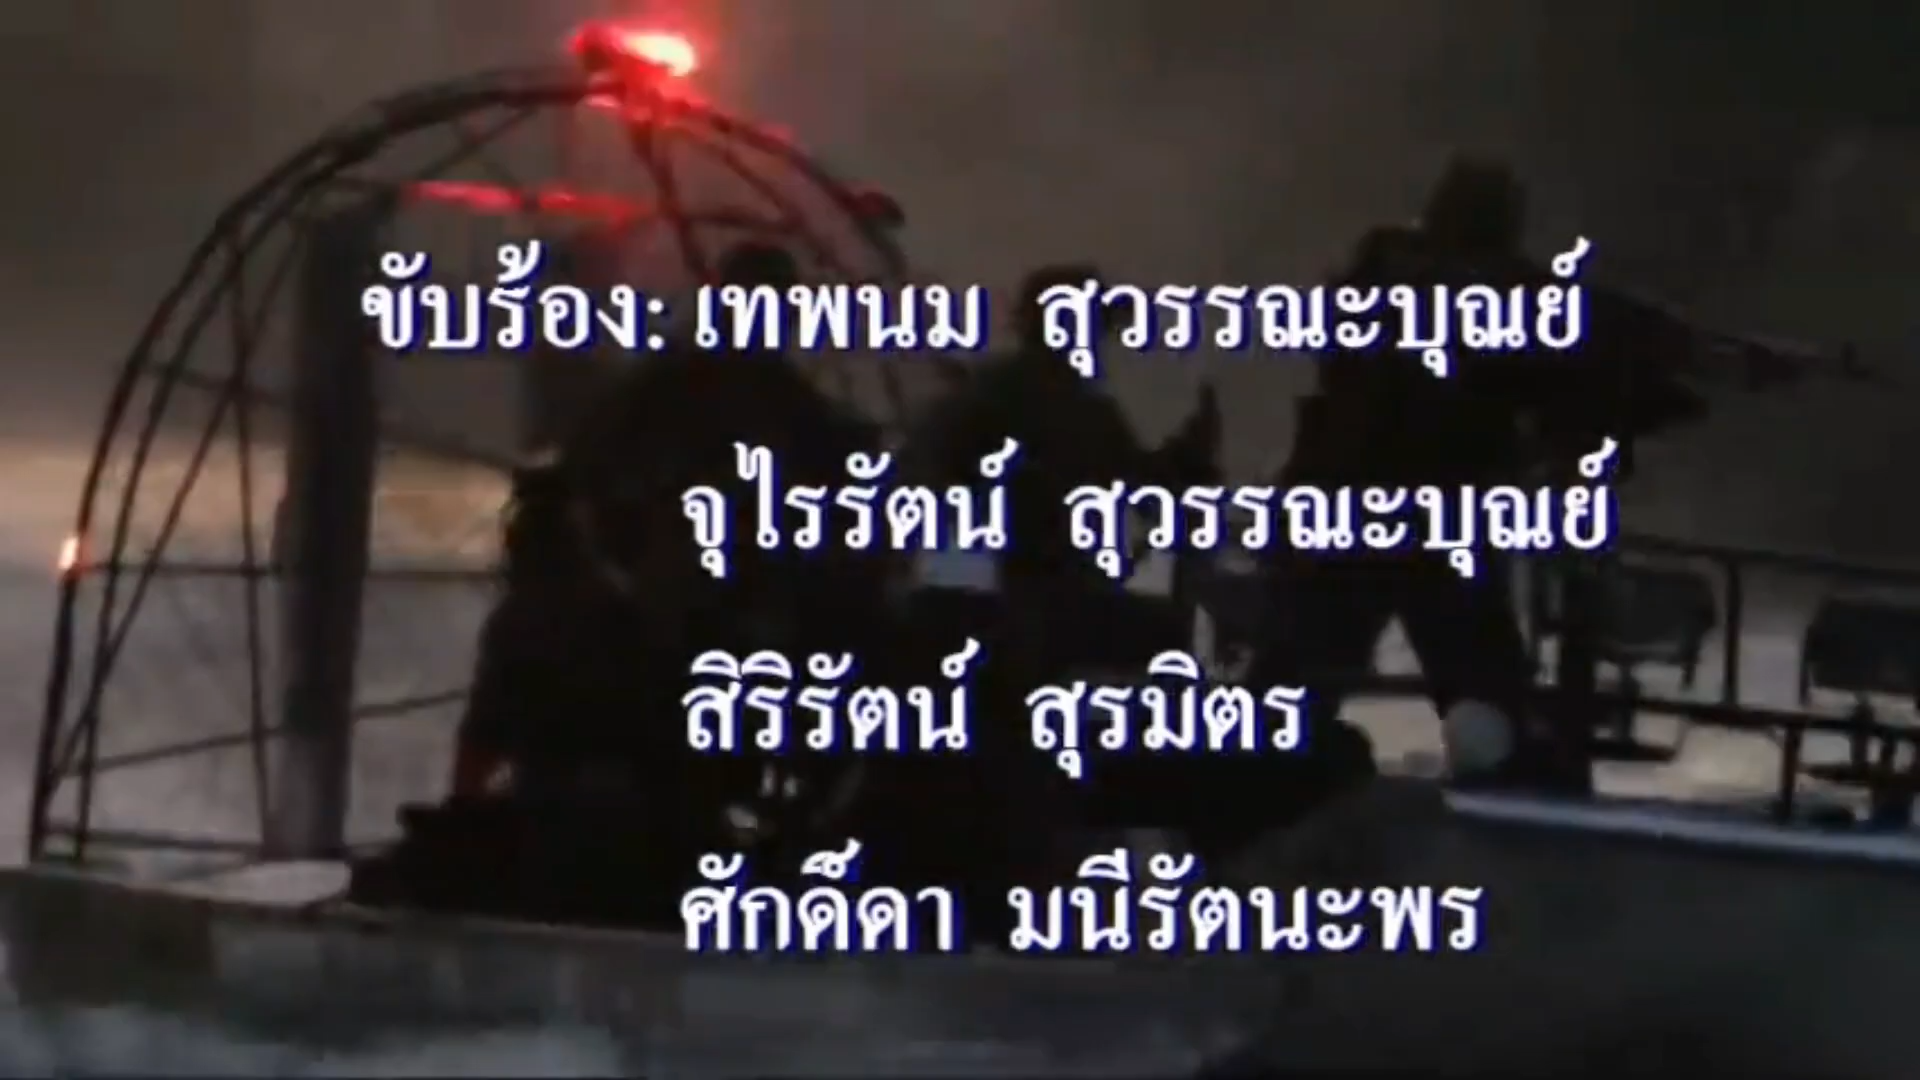 ขับร้อง: เทพนม สุวรรณะบุณย์
จุไรรัตน์ สุวรรณะบุณย์
สิริรัตน์ สุรมิตร
ศักดิ็ดา มนีรัตนะพร